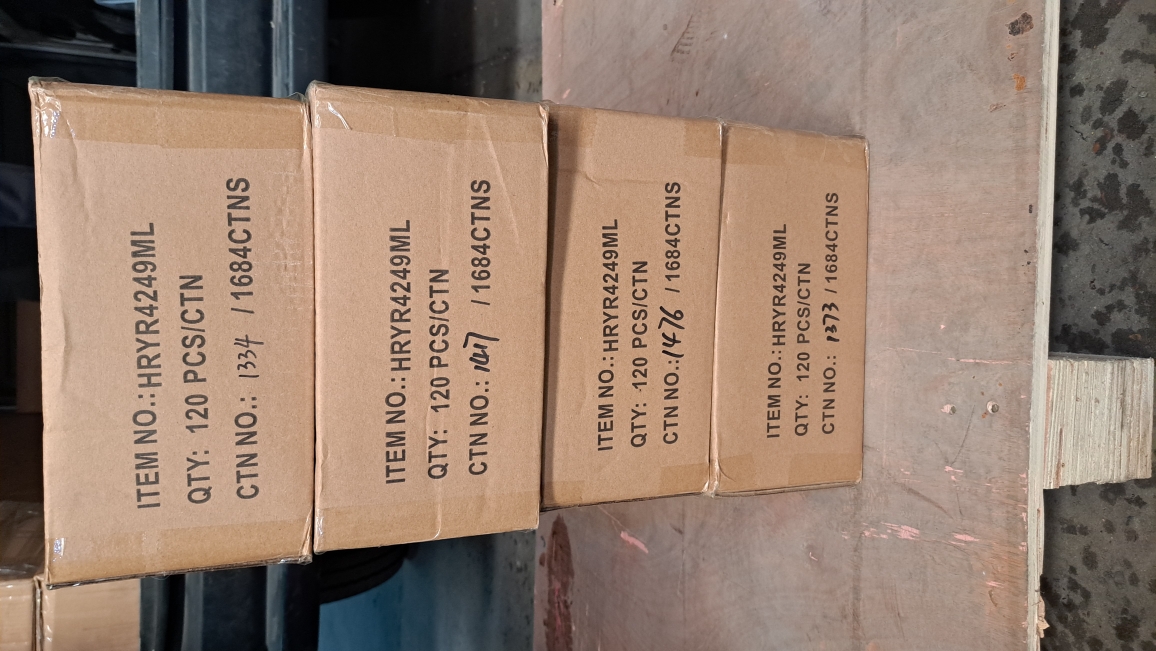 ITEM NO.: HRYR4249ML
QTY: 120 PCS/CTN
CTN NO.: 1334 / 1684CTNS
ITEM NO.: HRYR4249ML
QTY: 120 PCS/CTN
CTN NO.: / 1684CTNS
ITEM NO.: HRYR4249ML
QTY: 120 PCS/CTN
CTN NO.: 1476 / 1684CTNS
ITEM NO.: HRYR4249ML
QTY: 120 PCS/CTN
CTN NO.: 1373 / 1684CTNS